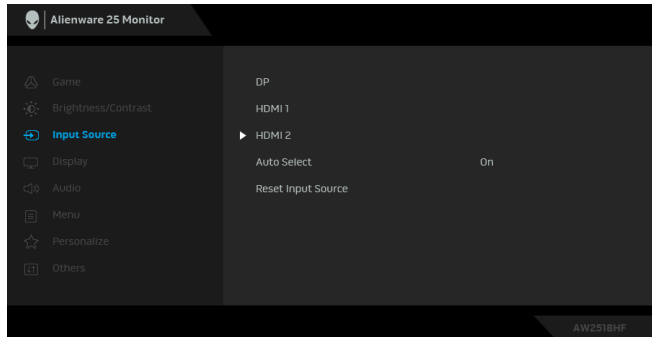 Alienware 25 Monitor
Game
Brightness/Contrast
Input Source
Display
Audio
Menu
Personalize
Others
DP
HDMI 1
HDMI 2
Auto Select On
Reset Input Source
AW2518HF